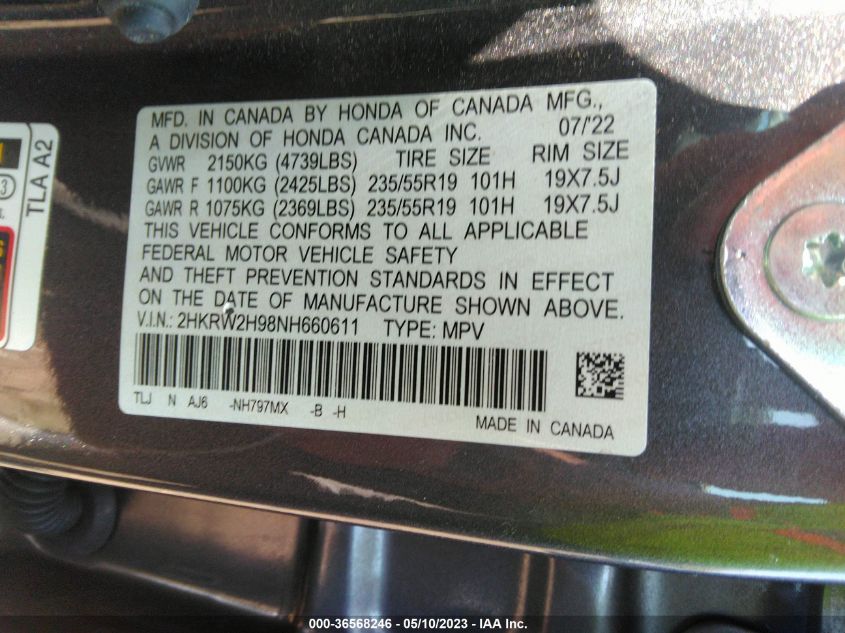 MFD. IN CANADA BY HONDA OF CANADA MFG.,
A DIVISION OF HONDA CANADA INC. 07/'22
GVWR 2150KG (4739LBS) TIRE SIZE RIM SIZE
GAWR F 1100KG (2425LBS) 235/55R19 101H 19X7.5J
GAWR R 1075KG (2369LBS) 235/55R19 101H 19X7.5J
THIS VEHICLE CONFORMS TO ALL APPLICABLE
FEDERAL MOTOR VEHICLE SAFETY
AND THEFT PREVENTION STANDARDS IN EFFECT
ON THE DATE OF MANUFACTURE SHOWN ABOVE.
V.I.N.: 2HKRW2H98NH660611 TYPE: MPV
TLJ N AJ6 -NH797MX -B -H
MADE IN CANADA
TLA A2
3
000-36568246 - 05/10/2023 - IAA Inc.